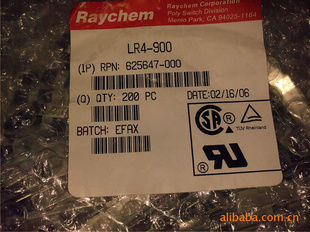 Raychem
Raychem Corporation
Poly Switch Division
Menlo Park, CA 94025-1164
LR4-900
(1P) RPN: 625647-000
(Q) QTY: 200 PC
DATE:02/16/06
BATCH: EFAX
TÜV Rheinland
alibaba.com.cn